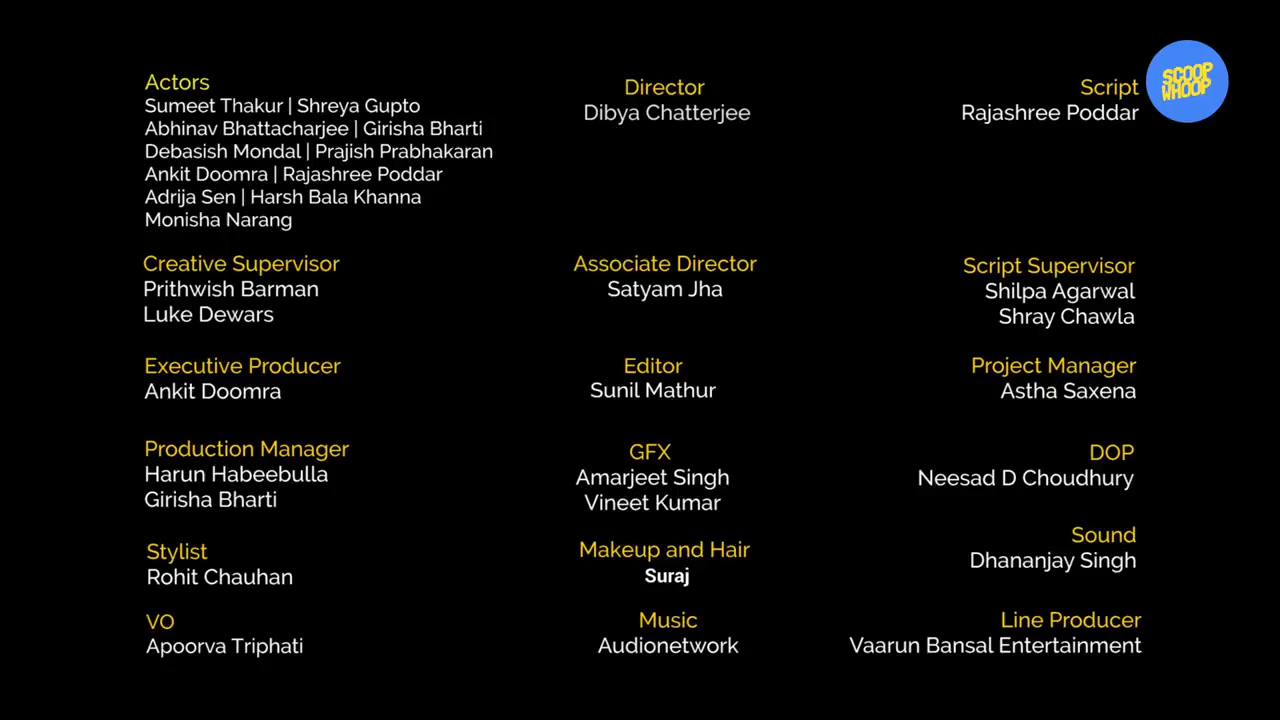 Actors
Sumeet Thakur | Shreya Gupto
Abhinav Bhattacharjee | Girisha Bharti
Debasish Mondal | Prajish Prabhakaran
Ankit Doomra | Rajashree Poddar
Adrija Sen | Harsh Bala Khanna
Monisha Narang
Director
Dibya Chatterjee
Script
Rajashree Poddar
SCOOP
WHOOP
Creative Supervisor
Prithwish Barman
Luke Dewars
Associate Director
Satyam Jha
Script Supervisor
Shilpa Agarwal
Shray Chawla
Executive Producer
Ankit Doomra
Editor
Sunil Mathur
Project Manager
Astha Saxena
Production Manager
Harun Habeebulla
Girisha Bharti
GFX
Amarjeet Singh
Vineet Kumar
DOP
Neesad D Choudhury
Stylist
Rohit Chauhan
Makeup and Hair
Suraj
Sound
Dhananjay Singh
VO
Apoorva Triphati
Music
Audionetwork
Line Producer
Vaarun Bansal Entertainment